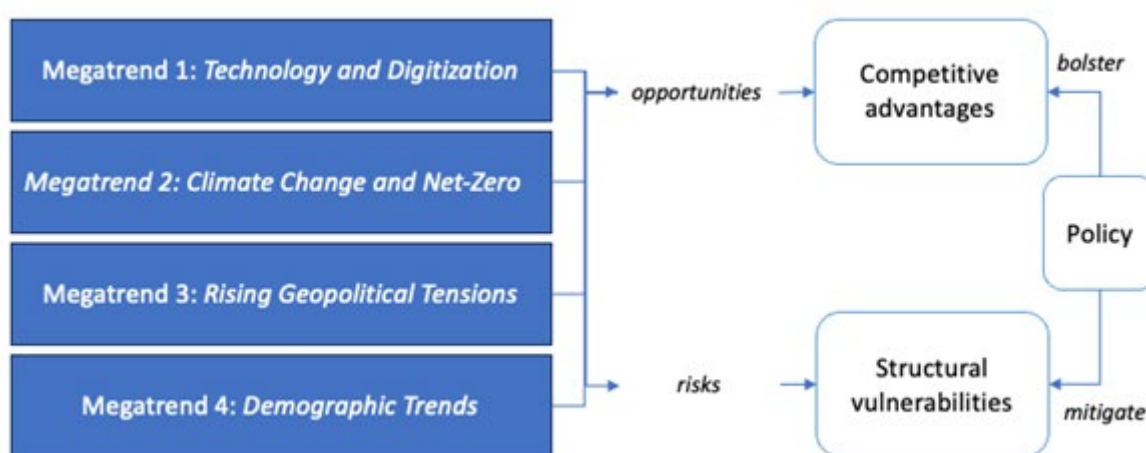 Megatrend 1: Technology and Digitization
Megatrend 2: Climate Change and Net-Zero
Megatrend 3: Rising Geopolitical Tensions
Megatrend 4: Demographic Trends
opportunities
risks
Competitive
advantages
Structural
vulnerabilities
bolster
Policy
mitigate